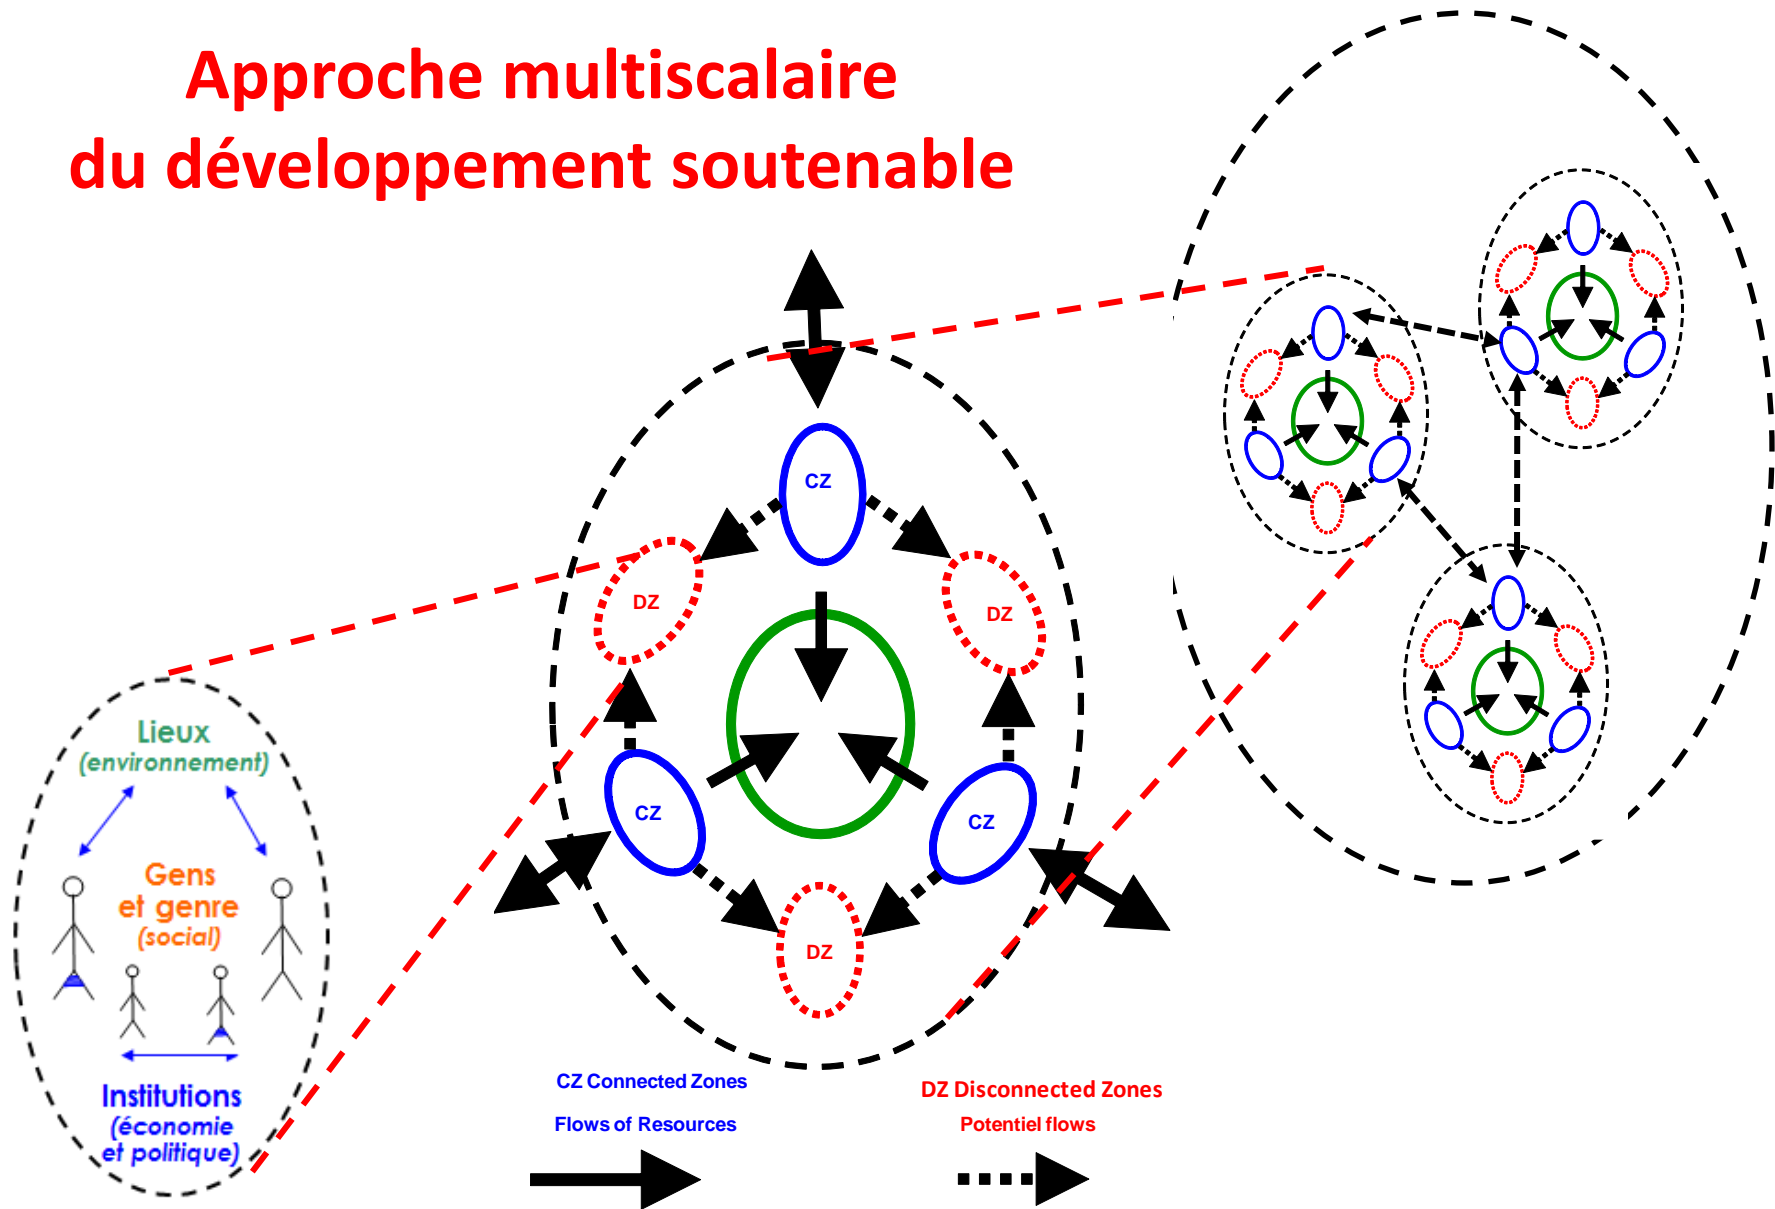 Approche multiscalaire
du développement soutenable
CZ
DZ
DZ
CZ
CZ
DZ
Lieux
(environnement)
Gens
et genre
(social)
Institutions
(économie
et politique)
CZ Connected Zones
Flows of Resources
DZ Disconnected Zones
Potentiel flows